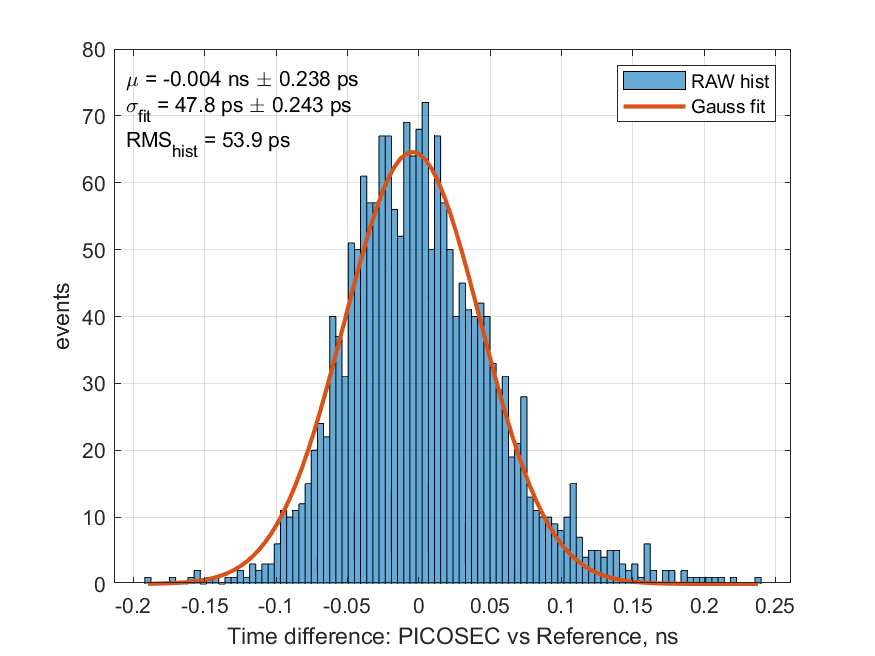 μ = -0.004 ns ± 0.238 ps
σfit = 47.8 ps ± 0.243 ps
RMShist = 53.9 ps
RAW hist
Gauss fit
80
70
60
50
40
30
20
10
0
events
-0.2 -0.15 -0.1 -0.05 0 0.05 0.1 0.15 0.2 0.25
Time difference: PICOSEC vs Reference, ns